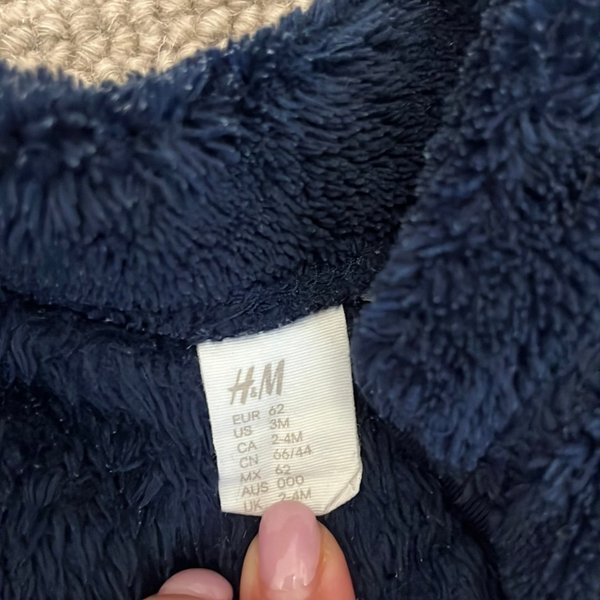 H&M
EUR 62
US 3M
CA 2-4M
CN 66/44
MX 62
AUS 000
UK 2-4M